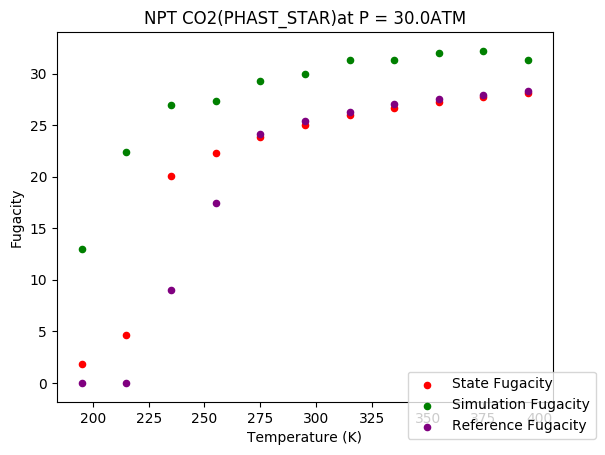 NPT CO2(PHAST_STAR)at P = 30.0ATM
Fugacity
30
25
20
15
10
5
0
200 225 250 275 300 325 350 375 400
Temperature (K)
State Fugacity
Simulation Fugacity
Reference Fugacity